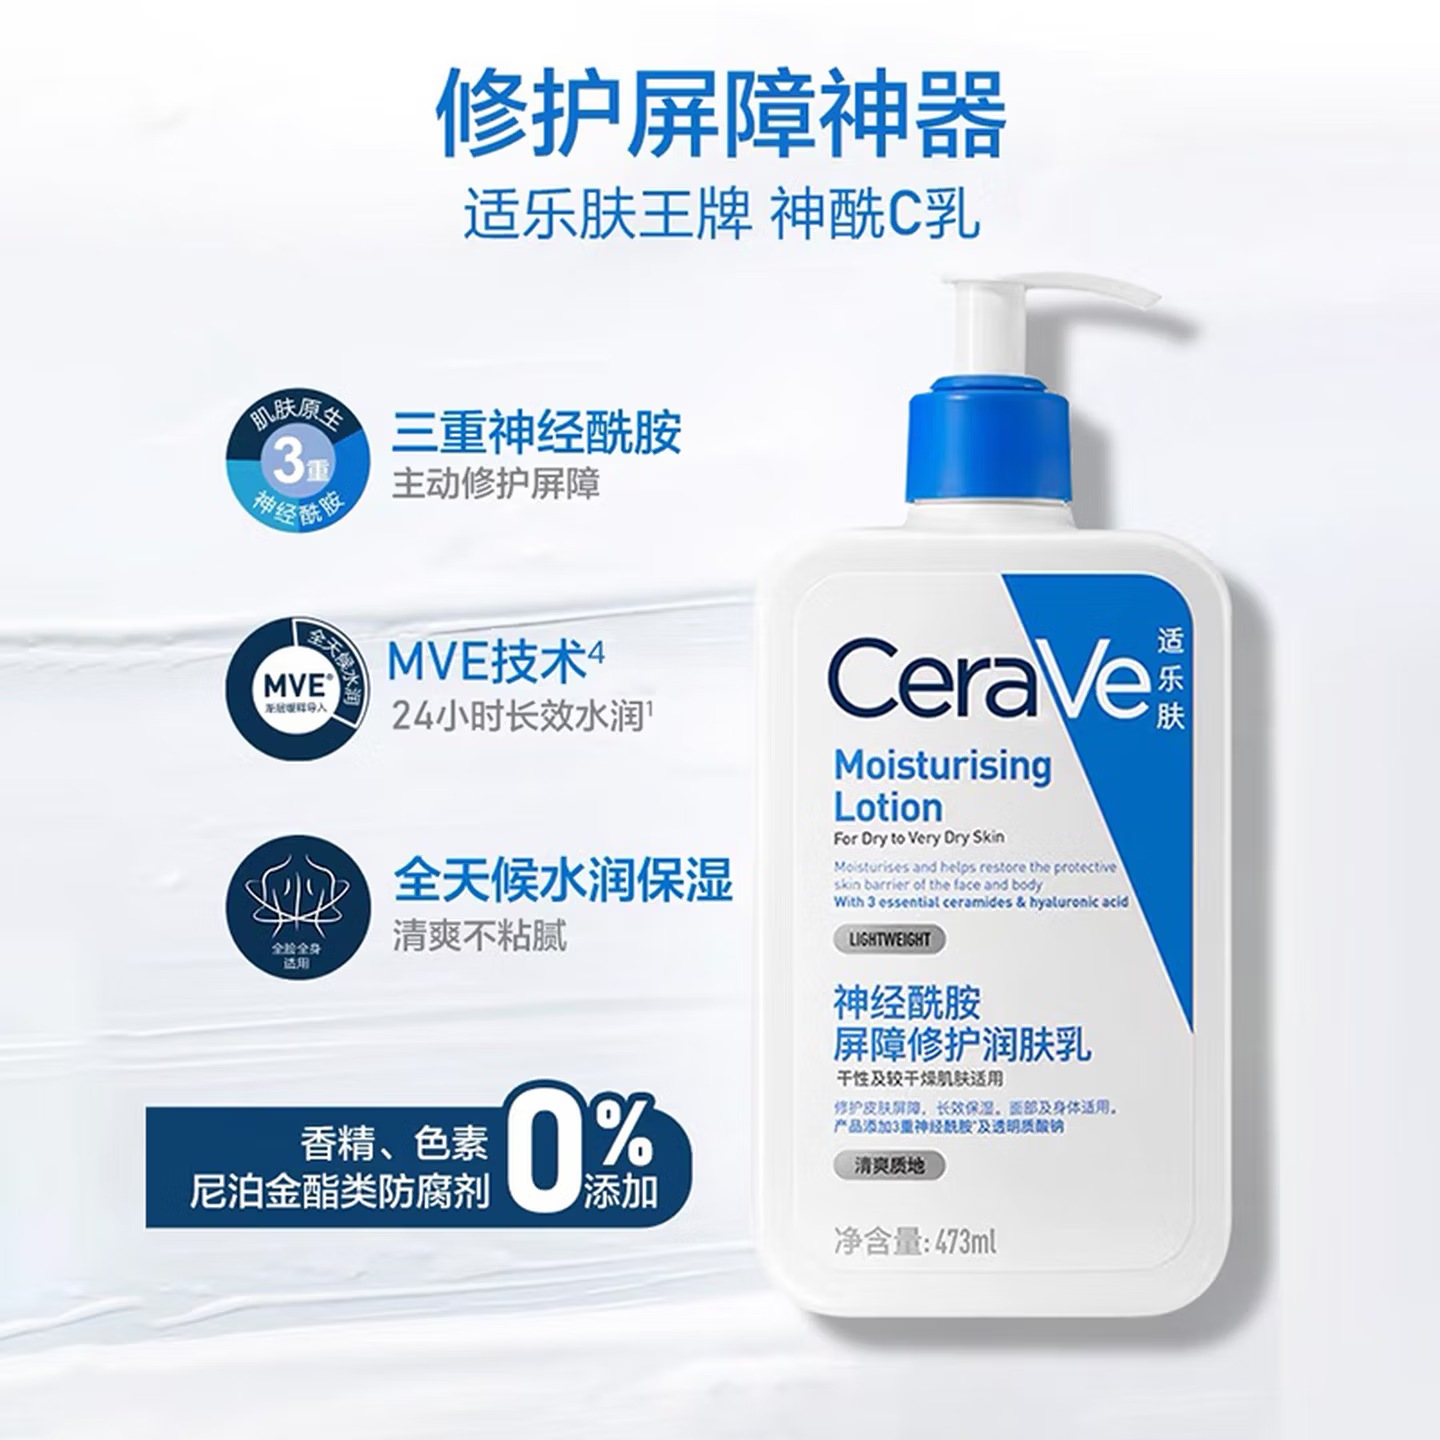 修护屏障神器
适乐肤王牌 神酰C乳
肌肤原生
3重
神经酰胺
三重神经酰胺
主动修护屏障
全天候水润
MVE®
渐层缓释导入
MVE技术4
24小时长效水润1
全脸全身
适用
全天候水润保湿
清爽不粘腻
香精、色素
尼泊金酯类防腐剂
0%
添加
CeraVe
适乐肤
Moisturising
Lotion
For Dry to Very Dry Skin
Moisturises and helps restore the protective
skin barrier of the face and body
With 3 essential ceramides & hyaluronic acid
LIGHTWEIGHT
神经酰胺
屏障修护润肤乳
干性及较干燥肌肤适用
修护皮肤屏障，长效保湿。面部及身体适用。
产品添加3重神经酰胺*及透明质酸钠
清爽质地
净含量: 473ml